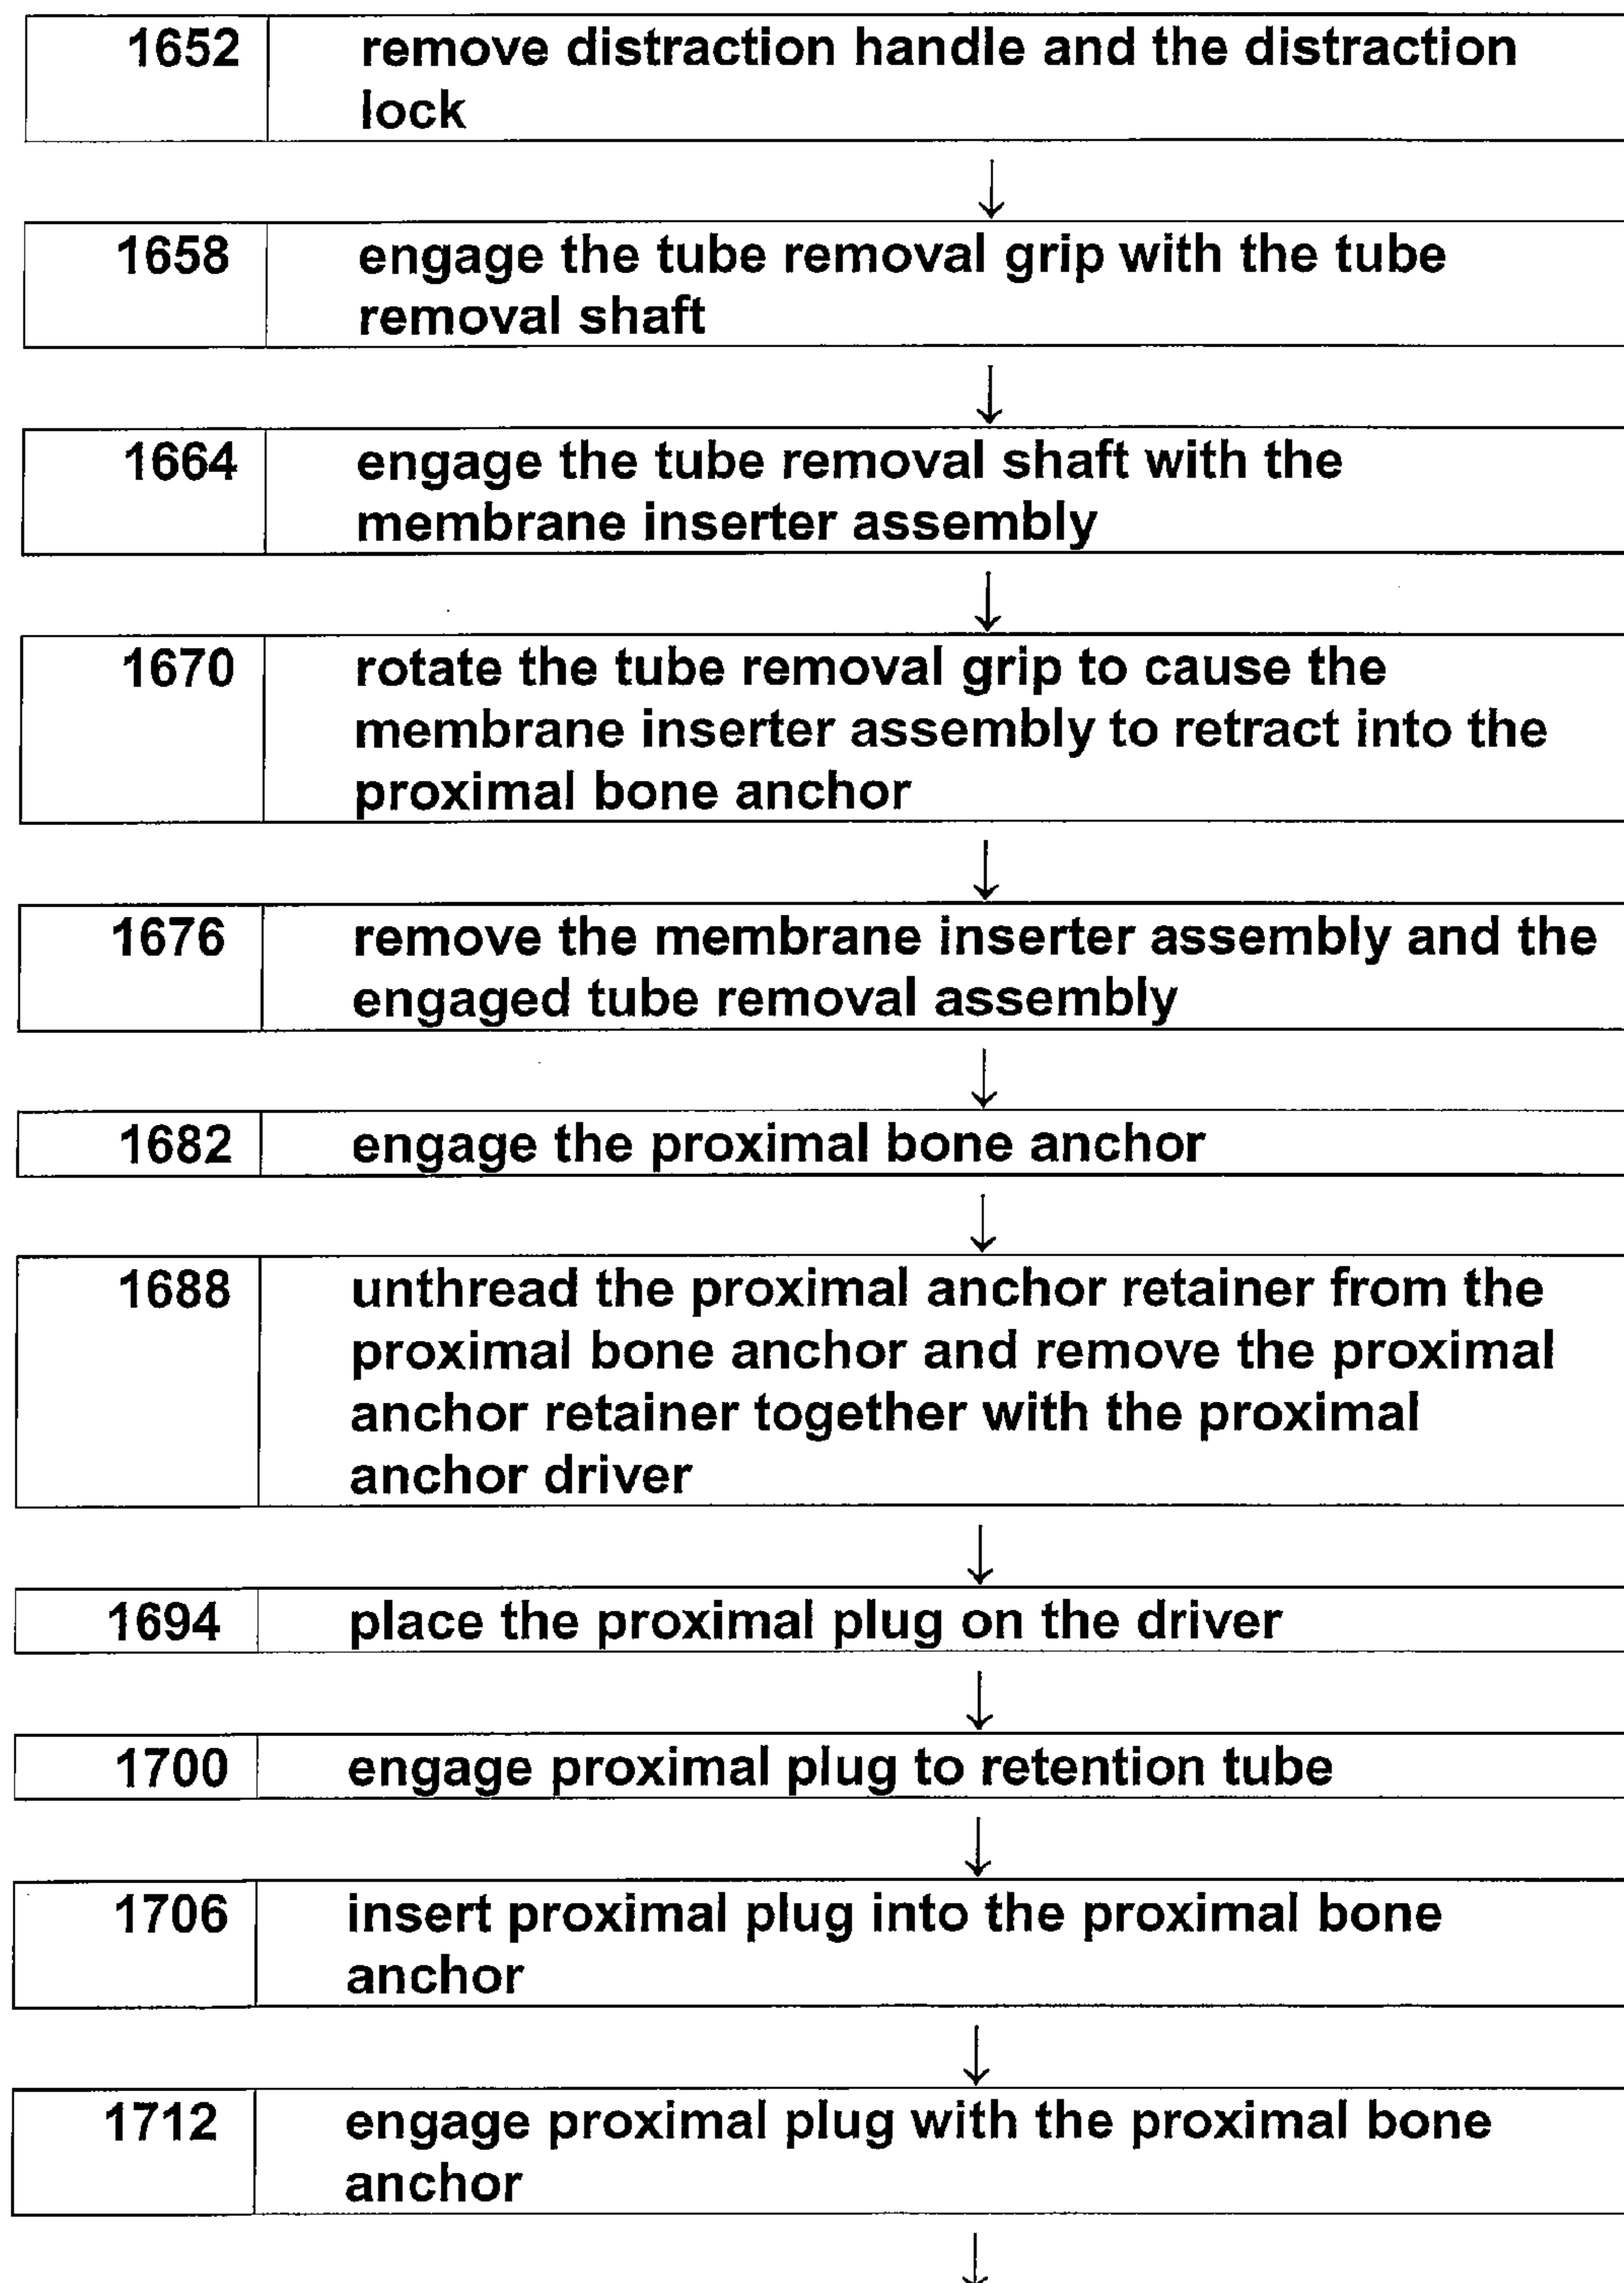 1652 remove distraction handle and the distraction
lock
1658 engage the tube removal grip with the tube
removal shaft
1664 engage the tube removal shaft with the
membrane inserter assembly
1670 rotate the tube removal grip to cause the
membrane inserter assembly to retract into the
proximal bone anchor
1676 remove the membrane inserter assembly and the
engaged tube removal assembly
1682 engage the proximal bone anchor
1688 unthread the proximal anchor retainer from the
proximal bone anchor and remove the proximal
anchor retainer together with the proximal
anchor driver
1694 place the proximal plug on the driver
1700 engage proximal plug to retention tube
1706 insert proximal plug into the proximal bone
anchor
1712 engage proximal plug with the proximal bone
anchor